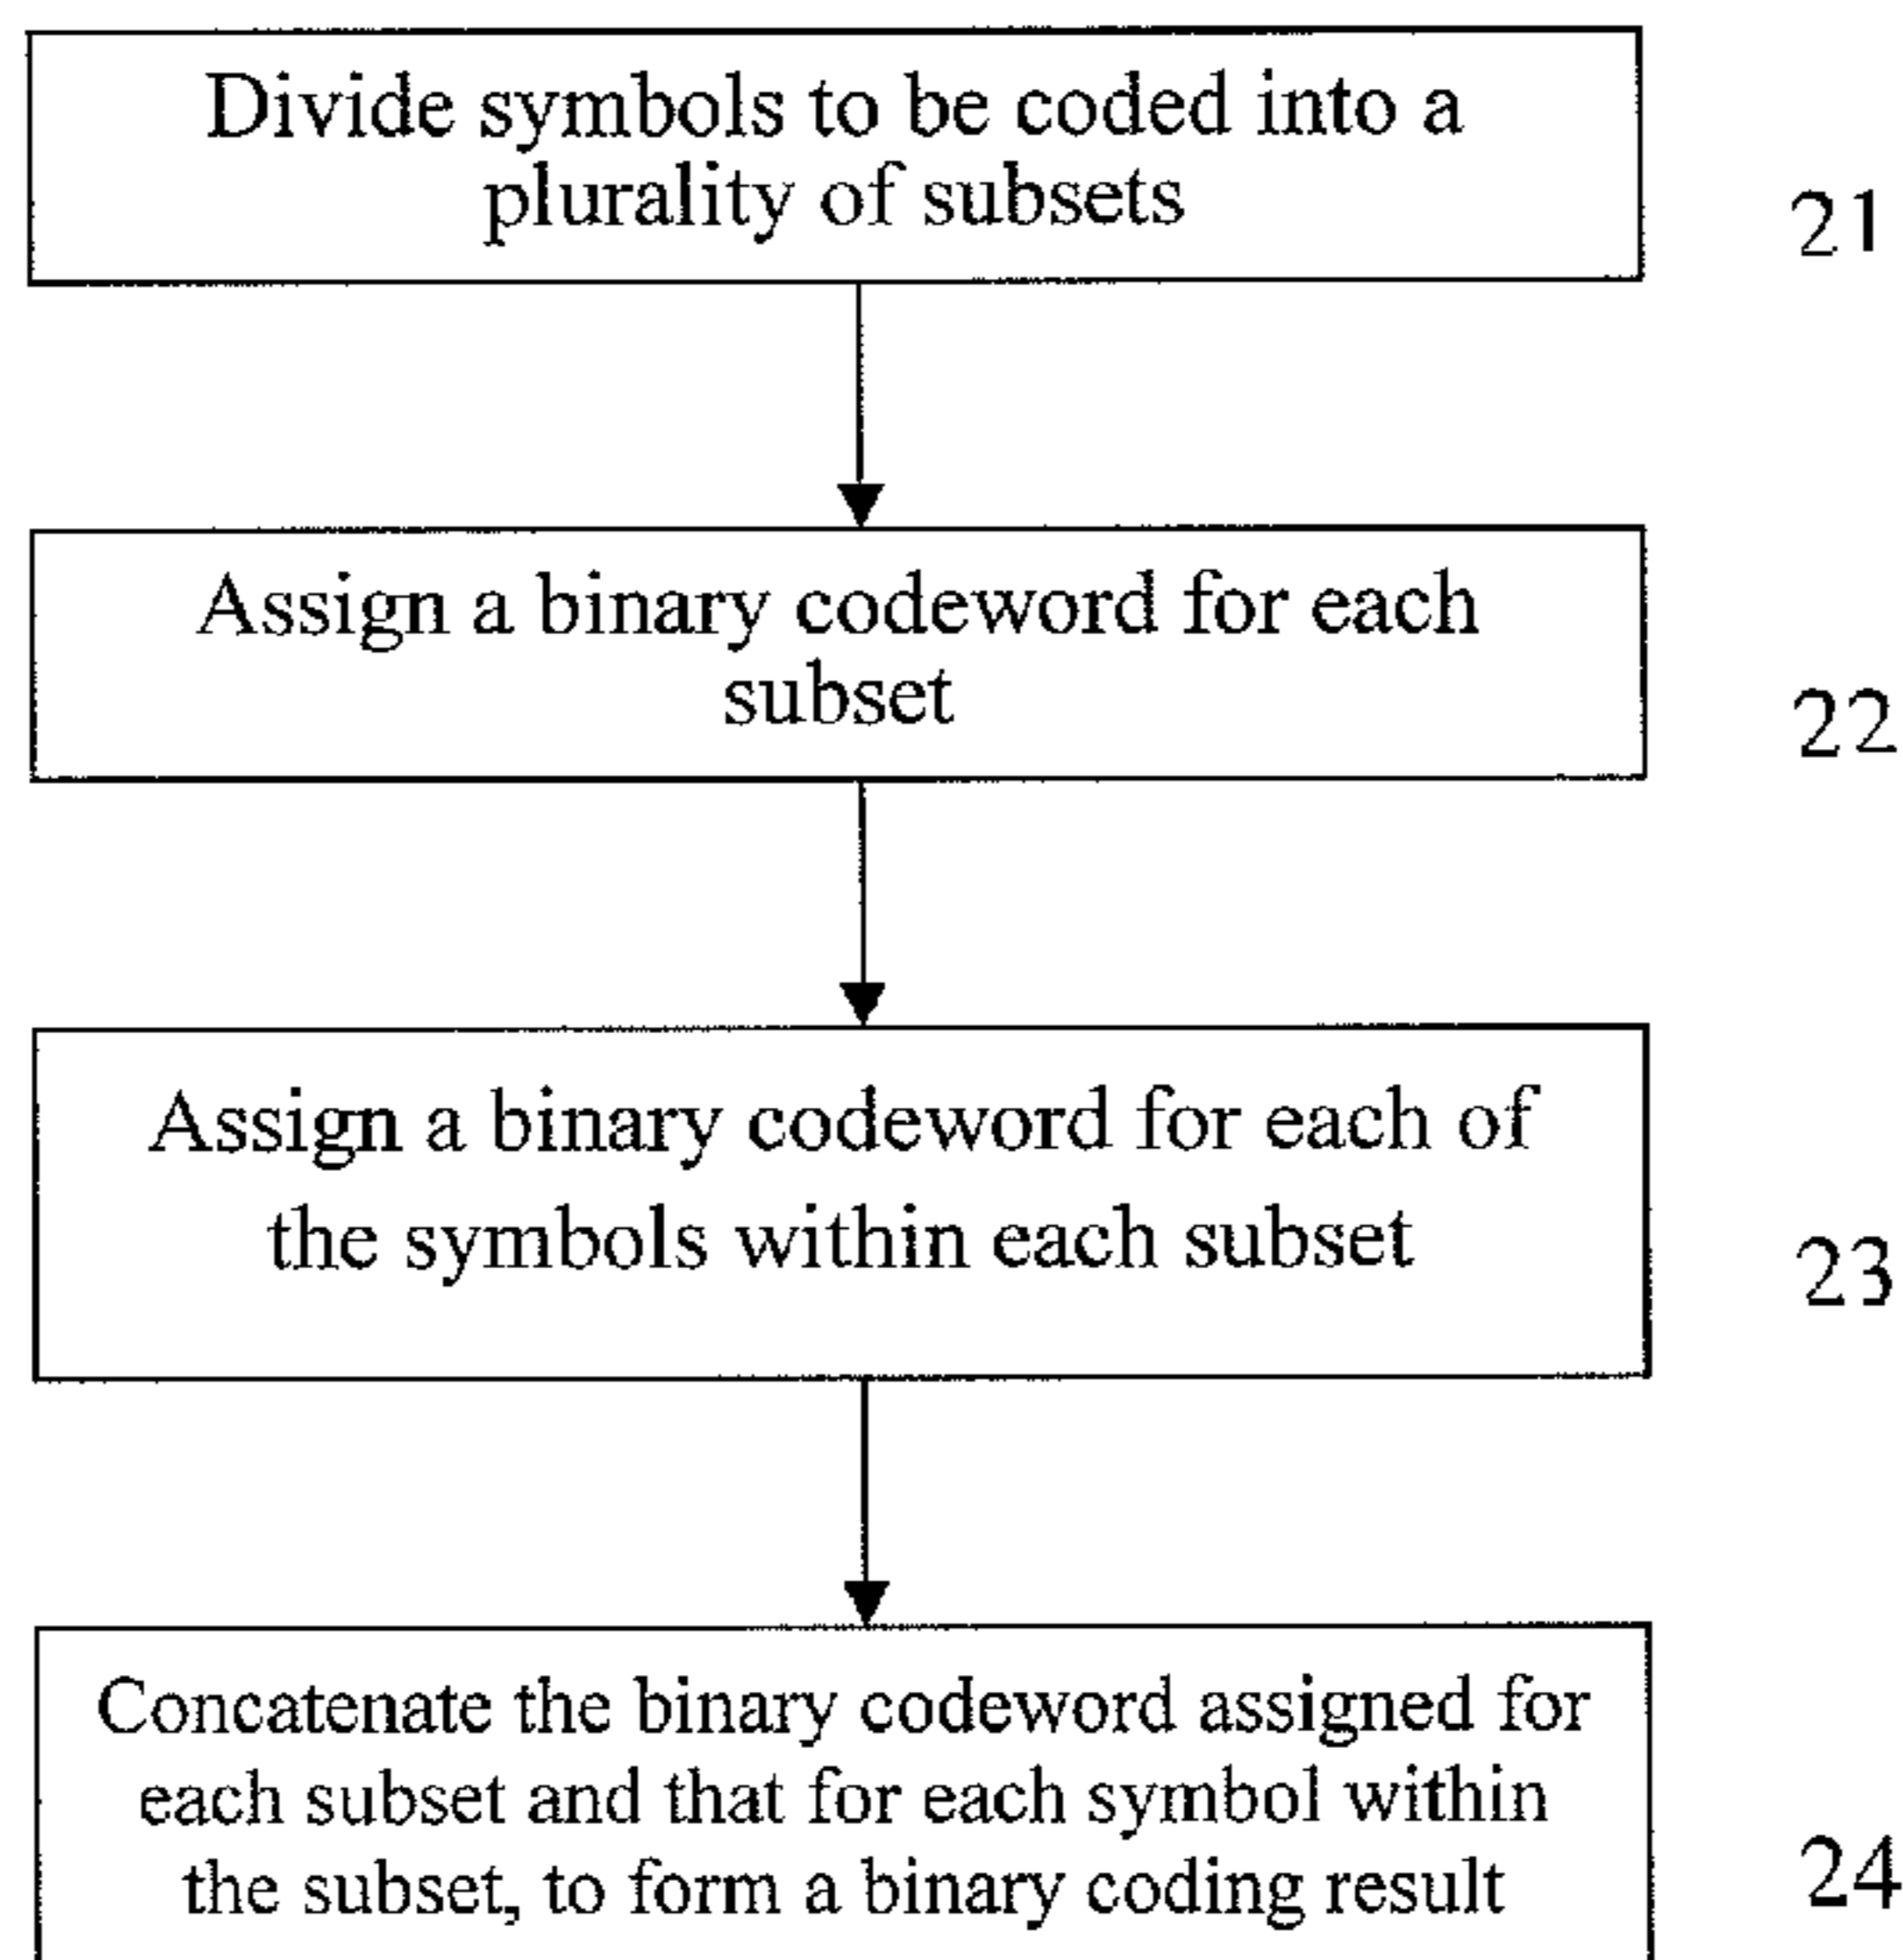 Divide symbols to be coded into a
plurality of subsets
21
Assign a binary codeword for each
subset
22
Assign a binary codeword for each of
the symbols within each subset
23
Concatenate the binary codeword assigned for
each subset and that for each symbol within
the subset, to form a binary coding result
24